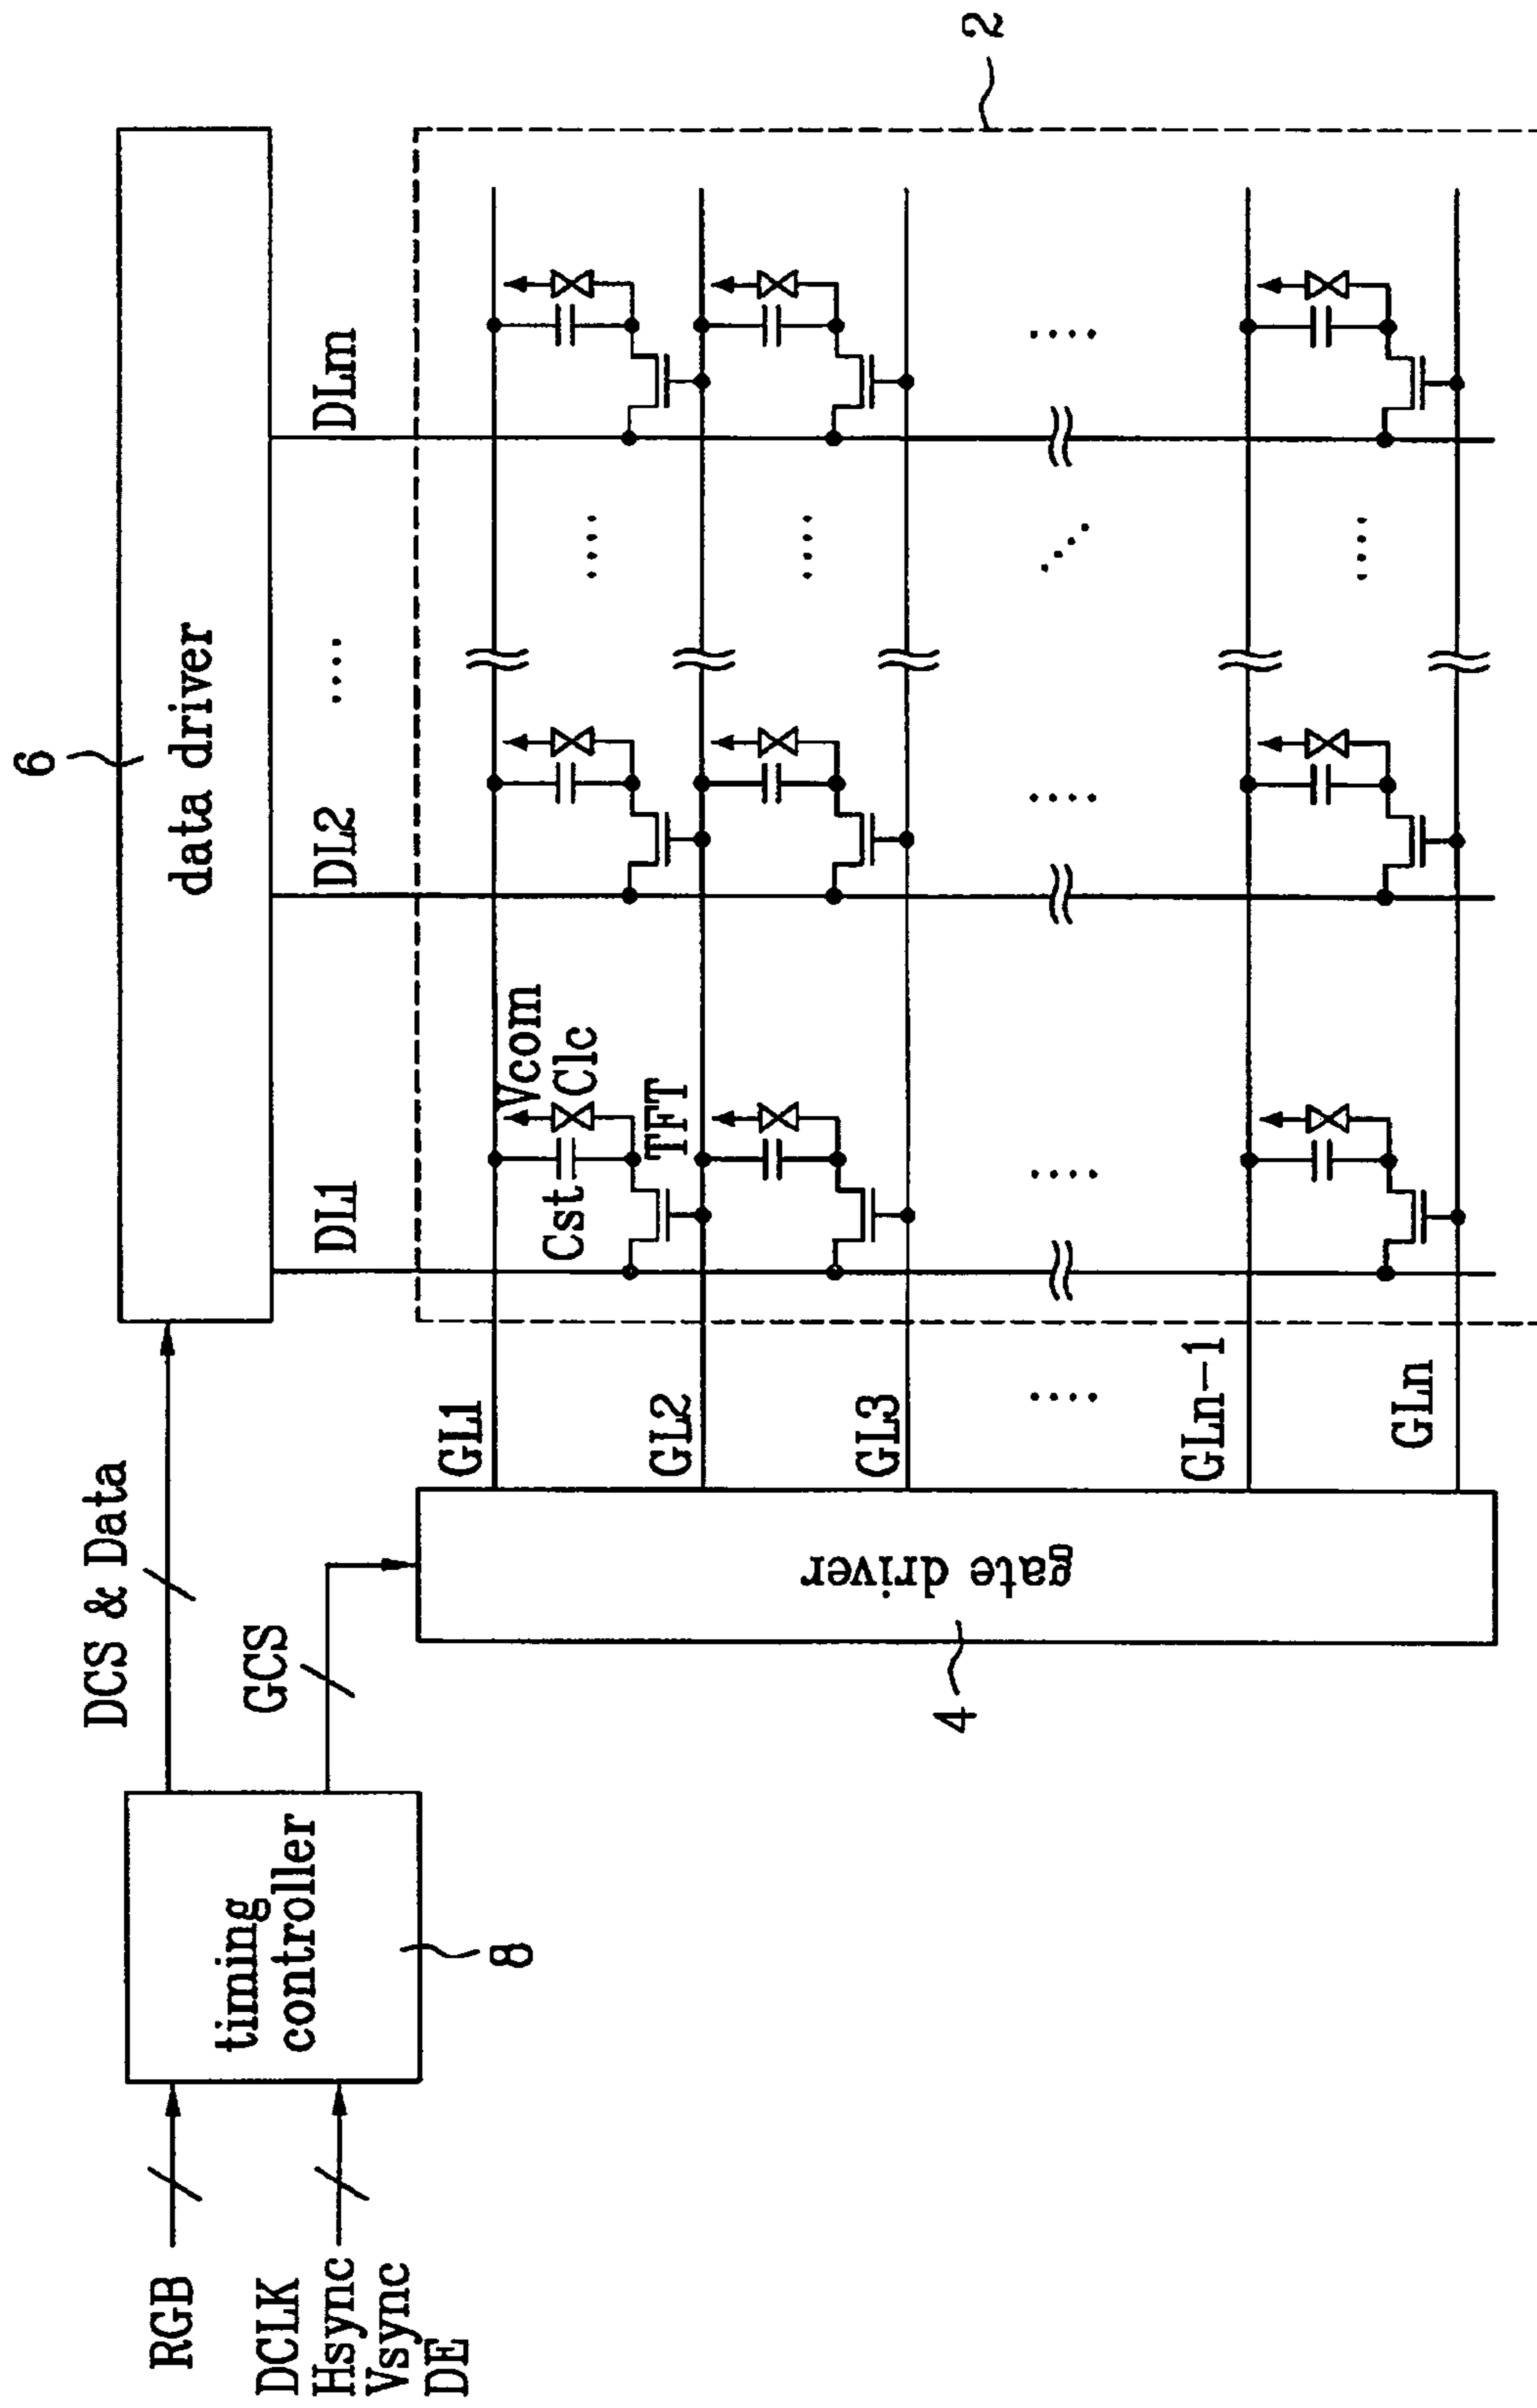 6
data driver
DCS & Data
RGB
timing
controller
8
GCS
DCLK
Hsync
Vsync
DE
DL1
DL2
....
DLm
2
GL1
GL2
GL3
....
GLn-1
GLn
Vcom
Clc
Cst
TFT
....
....
....
....
....
....
....
gate driver
4